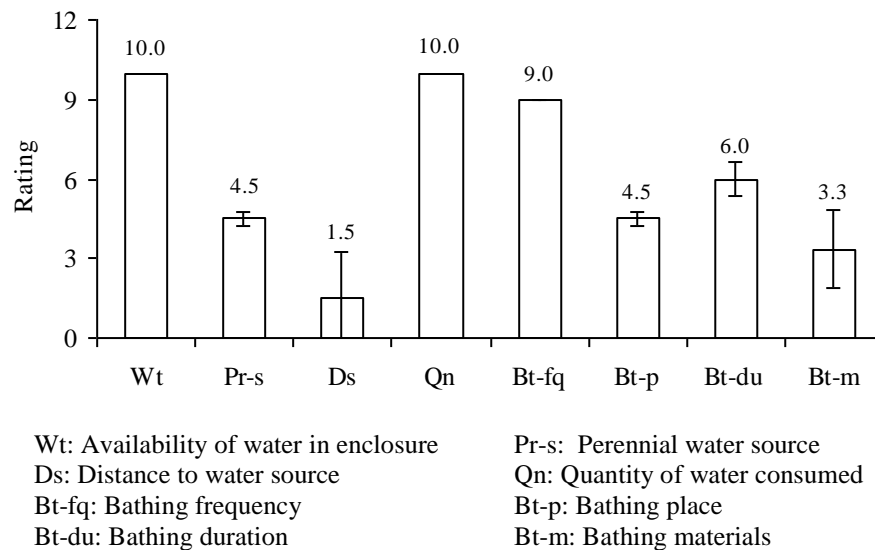 12
10.0
10.0
9.0
9
6.0
Rating
6
4.5
4.5
3.3
3
1.5
0
Wt Pr-s Ds Qn Bt-fq Bt-p Bt-du Bt-m
Wt: Availability of water in enclosure Pr-s: Perennial water source
Ds: Distance to water source Qn: Quantity of water consumed
Bt-fq: Bathing frequency Bt-p: Bathing place
Bt-du: Bathing duration Bt-m: Bathing materials